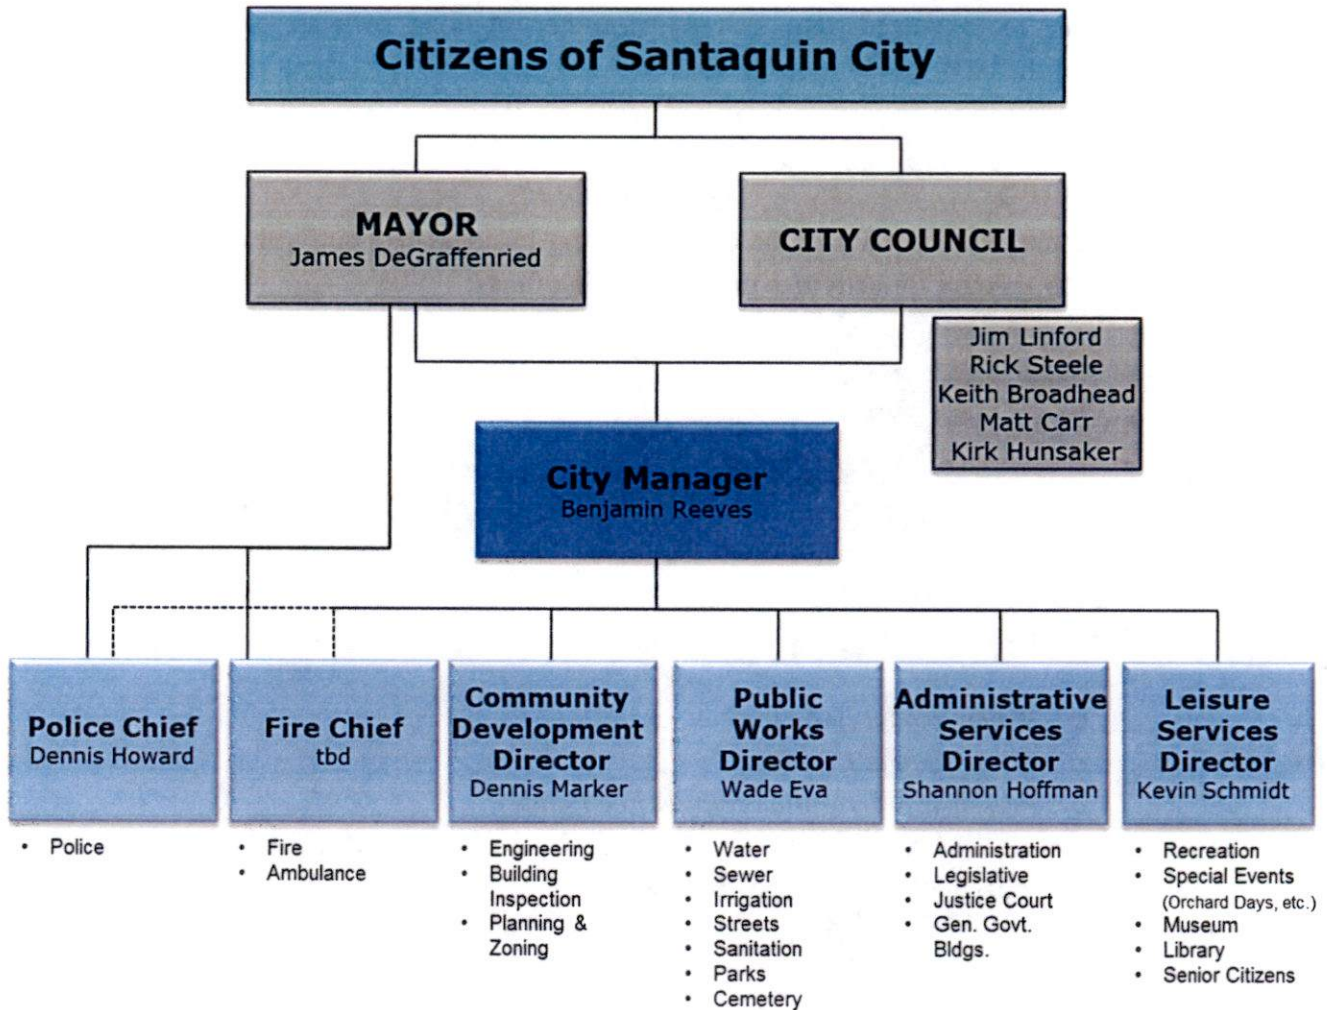 Citizens of Santaquin City
MAYOR
James DeGraffenried
CITY COUNCIL
Jim Linford
Rick Steele
Keith Broadhead
Matt Carr
Kirk Hunsaker
City Manager
Benjamin Reeves
Police Chief
Dennis Howard
• Police
Fire Chief
tbd
• Fire
• Ambulance
Community
Development
Director
Dennis Marker
• Engineering
• Building
Inspection
• Planning &
Zoning
Public
Works
Director
Wade Eva
• Water
• Sewer
• Irrigation
• Streets
• Sanitation
• Parks
• Cemetery
Administrative
Services
Director
Shannon Hoffman
• Administration
• Legislative
• Justice Court
• Gen. Govt.
Bldgs.
Leisure
Services
Director
Kevin Schmidt
• Recreation
• Special Events
(Orchard Days, etc.)
• Museum
• Library
• Senior Citizens